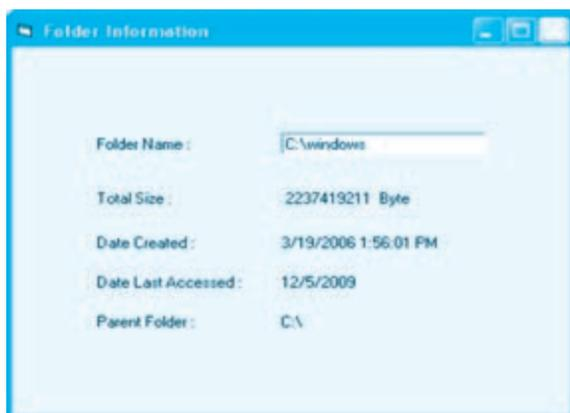 Folder Information
Folder Name : C:\windows
Total Size : 2237419211 Byte
Date Created : 3/19/2006 1:56:01 PM
Date Last Accessed : 12/5/2009
Parent Folder : C:\